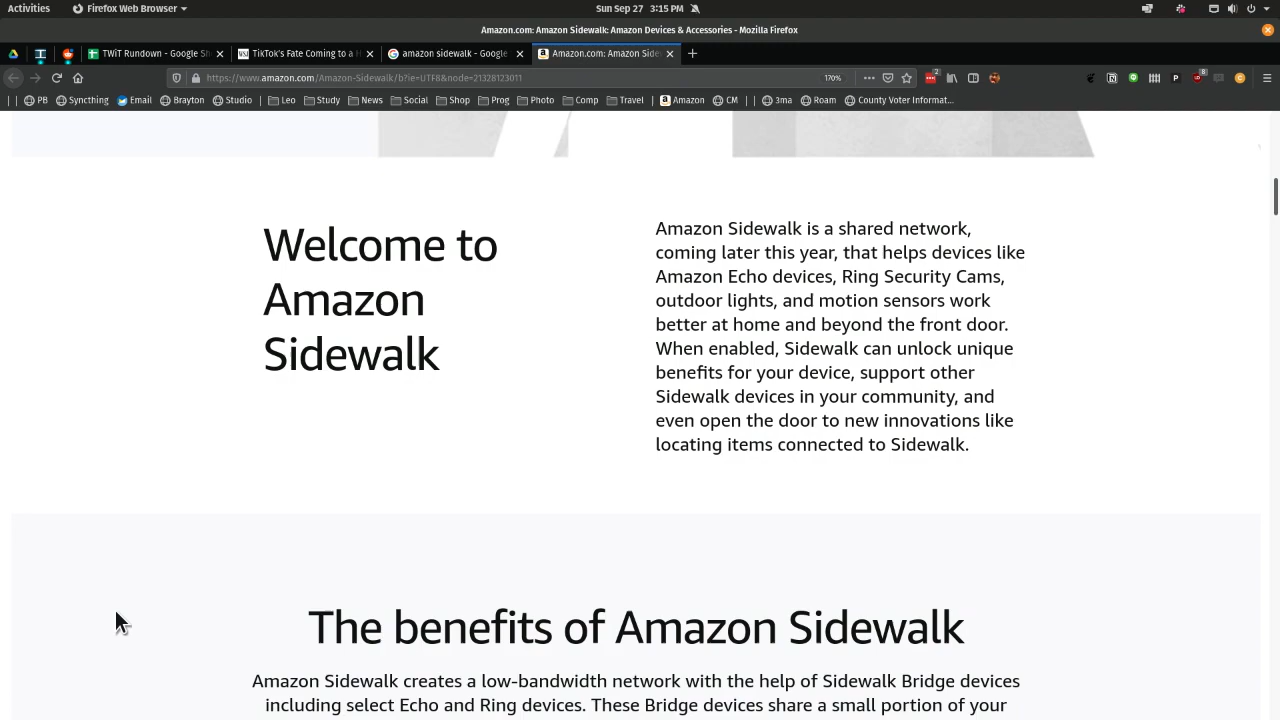 Activities Firefox Web Browser Sun Sep 27 3:15 PM
Amazon.com: Amazon Sidewalk: Amazon Devices & Accessories - Mozilla Firefox
TWiT Rundown - Google Sh TikTok's Fate Coming to a H amazon sidewalk - Google Amazon.com: Amazon Side
https://www.amazon.com/Amazon-Sidewalk/b?ie=UTF8&node=21328123011 170%
PB Syncthing Email Brayton Studio Leo Study News Social Shop Prog Photo Comp Travel Amazon CM 3ma Roam County Voter Informat…
Welcome to
Amazon
Sidewalk
Amazon Sidewalk is a shared network,
coming later this year, that helps devices like
Amazon Echo devices, Ring Security Cams,
outdoor lights, and motion sensors work
better at home and beyond the front door.
When enabled, Sidewalk can unlock unique
benefits for your device, support other
Sidewalk devices in your community, and
even open the door to new innovations like
locating items connected to Sidewalk.
The benefits of Amazon Sidewalk
Amazon Sidewalk creates a low-bandwidth network with the help of Sidewalk Bridge devices
including select Echo and Ring devices. These Bridge devices share a small portion of your